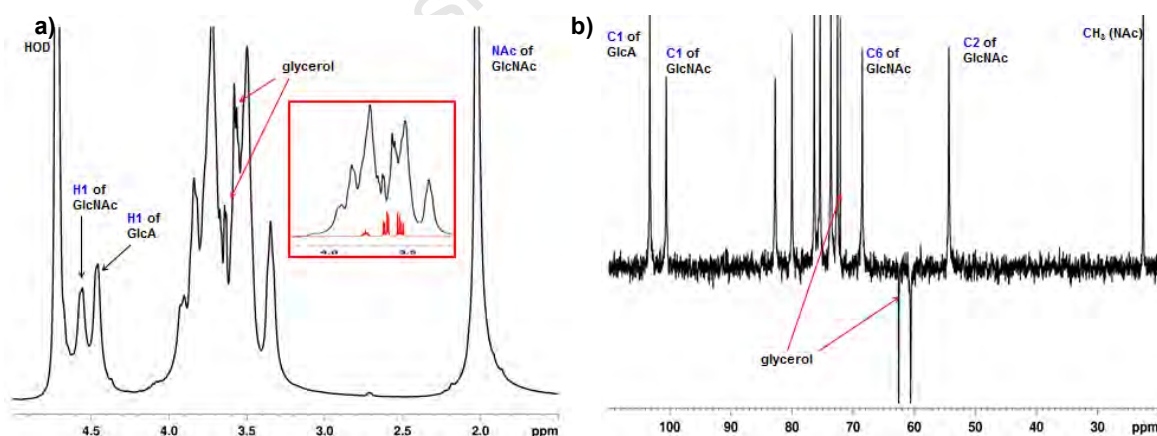 a)
HOD
H1 of
GlcNAc
H1 of
GlcA
glycerol
NAc of
GlcNAc
4.0
3.5
4.5
4.0
3.5
3.0
2.5
2.0
ppm
b)
C1 of
GlcA
C1 of
GlcNAc
C6 of
GlcNAc
C2 of
GlcNAc
CH3 (NAc)
glycerol
100
90
80
70
60
50
40
30
ppm